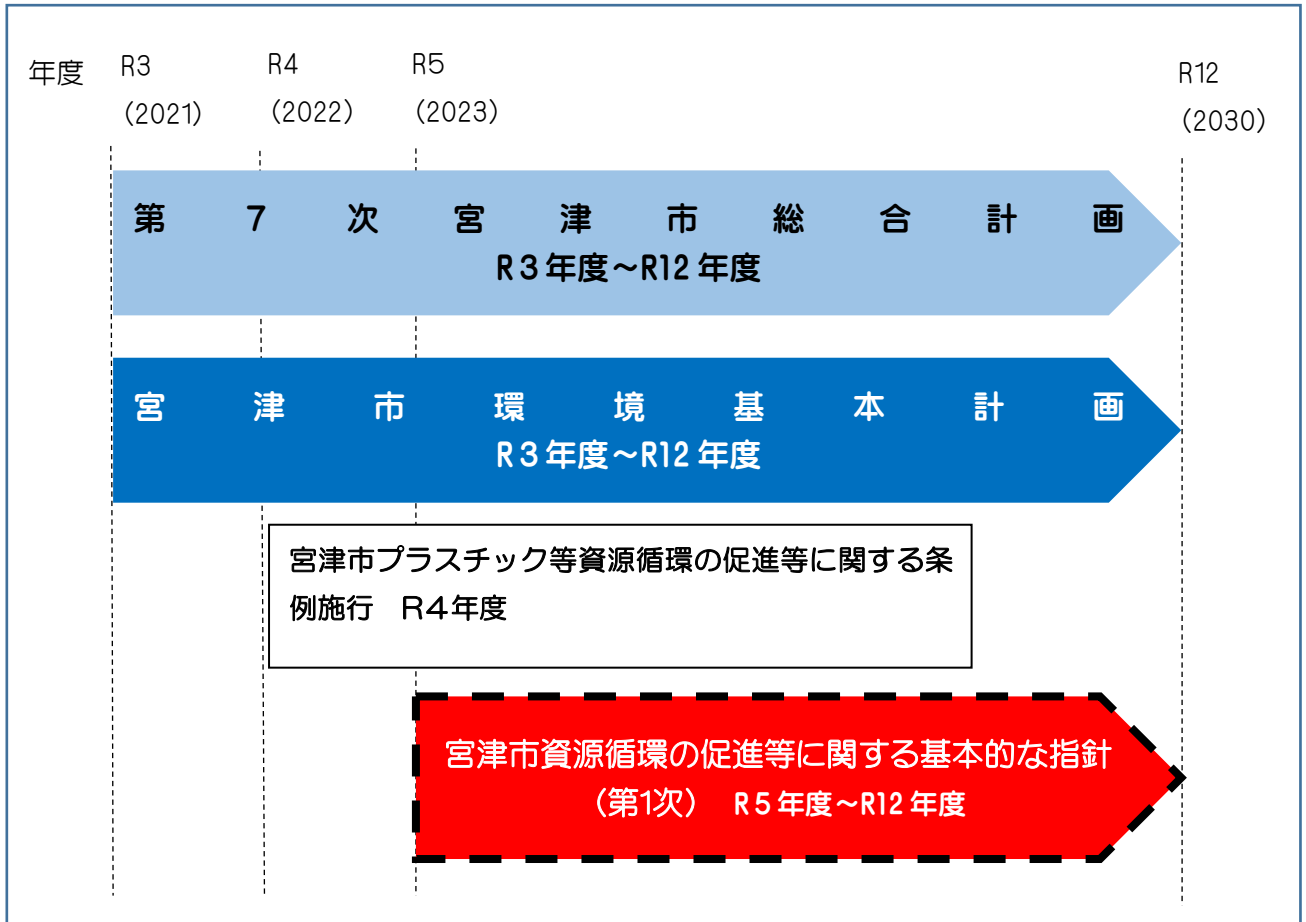 年度 R3 R4 R5 R12
(2021) (2022) (2023) (2030)
第7次宮津市総合計画
R3年度～R12年度
宮津市環境基本計画
R3年度～R12年度
宮津市プラスチック等資源循環の促進等に関する条
例施行　R4年度
宮津市資源循環の促進等に関する基本的な指針
（第1次）　R5年度～R12年度